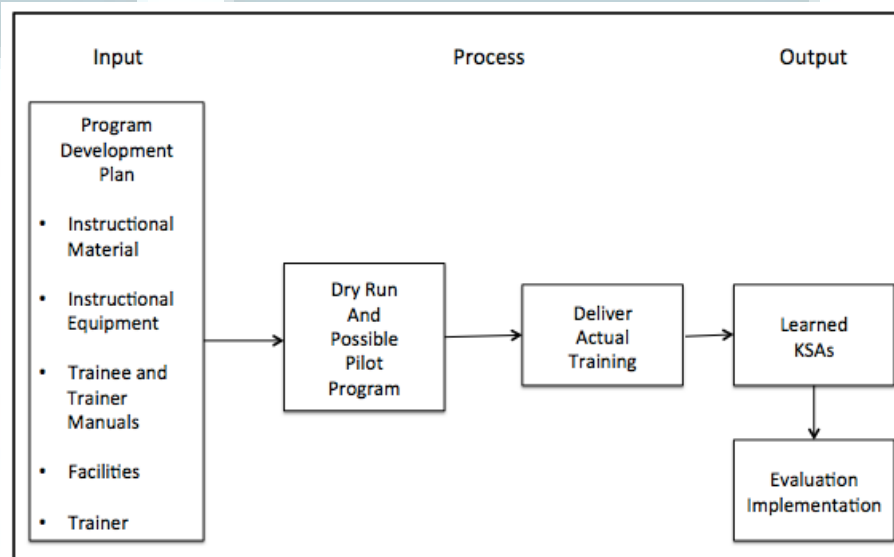 Input
Process
Output
Program
Development
Plan
• Instructional
Material
• Instructional
Equipment
• Trainee and
Trainer
Manuals
• Facilities
• Trainer
Dry Run
And
Possible
Pilot
Program
Deliver
Actual
Training
Learned
KSAs
Evaluation
Implementation